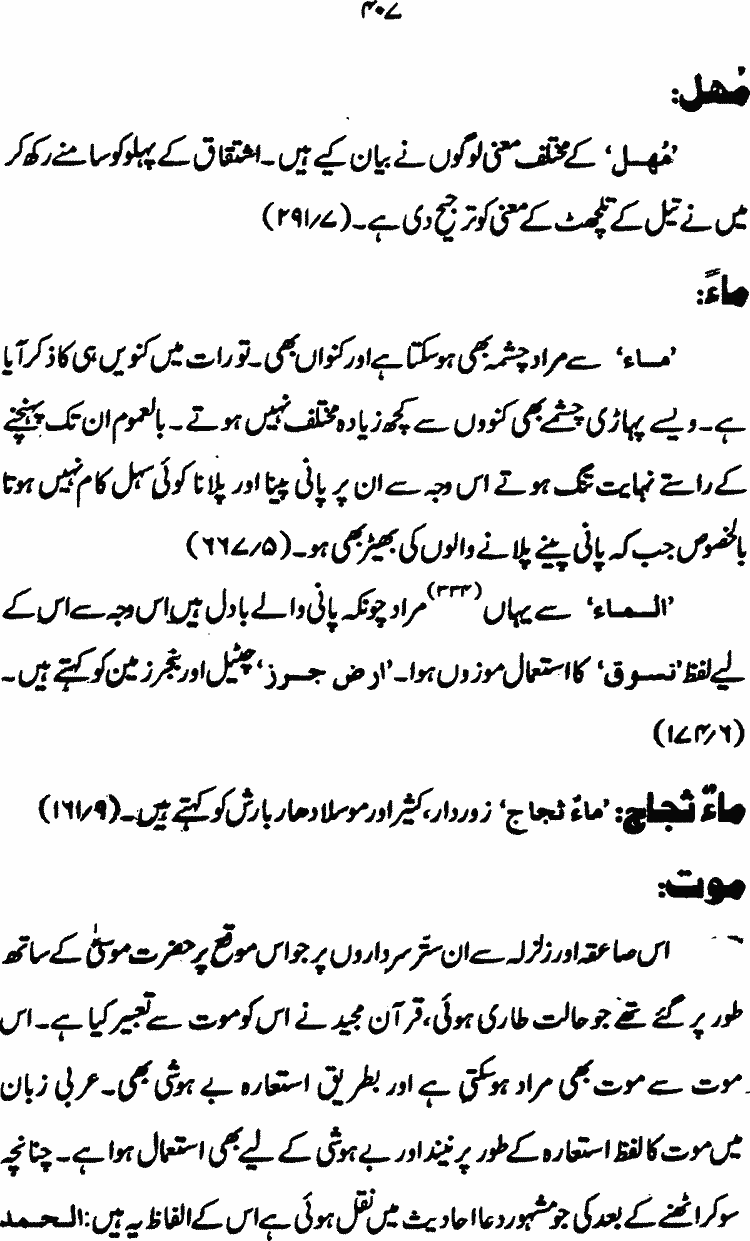 ۴۰۷
مُهل:
’مُهل‘ کے مختلف معنی لوگوں نے بیان کیے ہیں۔ اشتقاق کے پہلو کو سامنے رکھ کر
میں نے تیل کے تلچھٹ کے معنی کو ترجیح دی ہے۔ (۲۹۱/۷)
ماءً:
’ماء‘ سے مراد چشمہ بھی ہوسکتا ہے اور کنواں بھی۔ تورات میں کنویں ہی کا ذکر آیا
ہے۔ ویسے پہاڑی چشمے بھی کنووں سے کچھ زیادہ مختلف نہیں ہوتے۔ بالعموم ان تک پہنچنے
کے راستے نہایت تنگ ہوتے اس وجہ سے ان پر پانی پینا اور پلانا کوئی سہل کام نہیں ہوتا
بالخصوص جب کہ پانی پینے پلانے والوں کی بھیڑ بھی ہو۔ (۶۶۷/۵)
’الماء‘ سے یہاں (۳۳۳) مراد چونکہ پانی والے بادل ہیں اس وجہ سے اس کے
لیے لفظ ’نسوق‘ کا استعمال موزوں ہوا۔ ’ارض جرز‘ چٹیل اور بنجر زمین کو کہتے ہیں۔
(۱۷۴/۶)
ماءٌ ثجاج: ’ماءٌ ثجاج‘ زوردار، کثیر اور موسلا دھار بارش کو کہتے ہیں۔ (۱۶۱/۹)
موت:
اس صاعقہ اور زلزلہ سے ان ستّر سرداروں پر جو اس موقع پر حضرت موسیٰ کے ساتھ
طور پر گئے تھے جو حالت طاری ہوئی، قرآن مجید نے اس کو موت سے تعبیر کیا ہے۔ اس
موت سے موت بھی مراد ہوسکتی ہے اور بطریق استعارہ بے ہوشی بھی۔ عربی زبان
میں موت کا لفظ استعارہ کے طور پر نیند اور بے ہوشی کے لیے بھی استعمال ہوا ہے۔ چنانچہ
سو کر اٹھنے کے بعد کی جو مشہور دعا احادیث میں نقل ہوئی ہے اس کے الفاظ یہ ہیں: الحمد